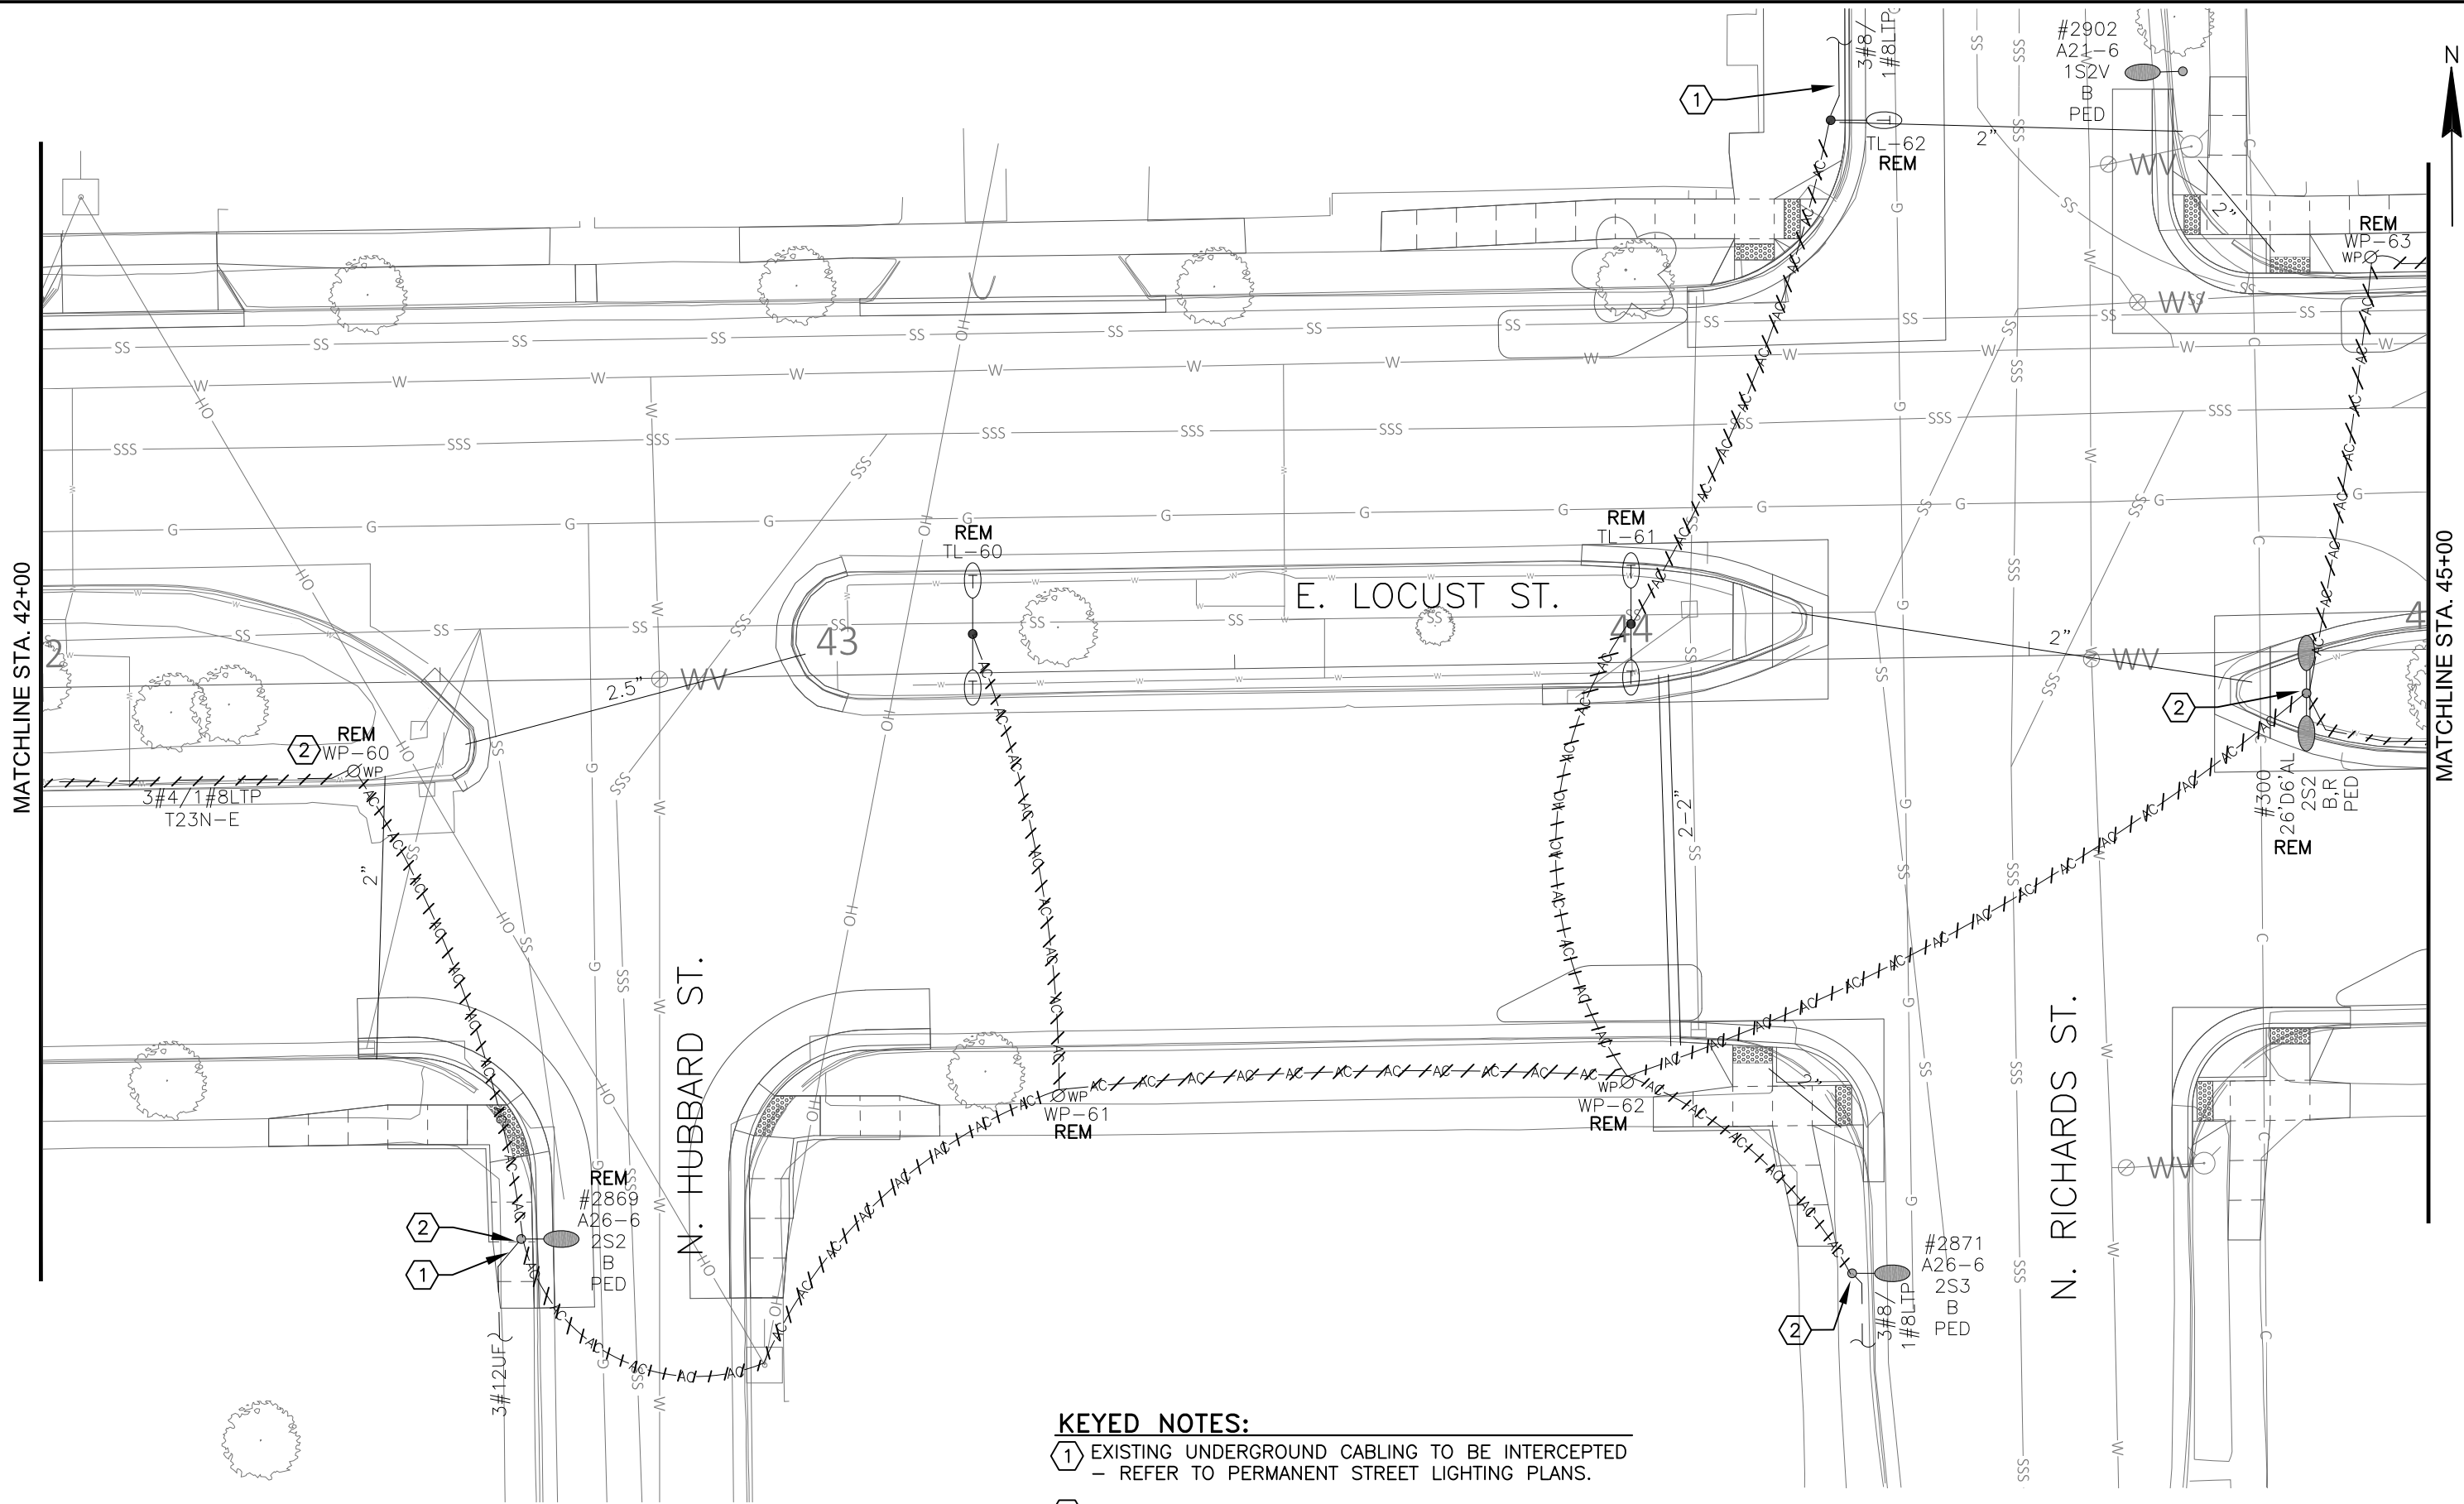 3#8/
1#8LTP
#2902
A21-6
1S2V
B
PED
N
1
TL-62
REM
2"
WV
2"
REM
WP-63
WP
WV
MATCHLINE STA. 42+00
MATCHLINE STA. 45+00
REM
TL-60
T
T
REM
TL-61
T
T
E. LOCUST ST.
43
44
4
2
2.5"
WV
2"
WV
2
REM
2
WP-60
WP
3#4/1#8LTP
T23N-E
2"
2-2"
#300
26'D6'AL
2S2
B,R
PED
REM
N. HUBBARD ST.
N. RICHARDS ST.
WP
WP-61
REM
WP
WP-62
REM
2"
WV
REM
#2869
A26-6
2S2
B
PED
2
1
3#12UF
#2871
A26-6
2S3
B
PED
2
3#8/
1#8LTP
KEYED NOTES:
1 EXISTING UNDERGROUND CABLING TO BE INTERCEPTED
– REFER TO PERMANENT STREET LIGHTING PLANS.